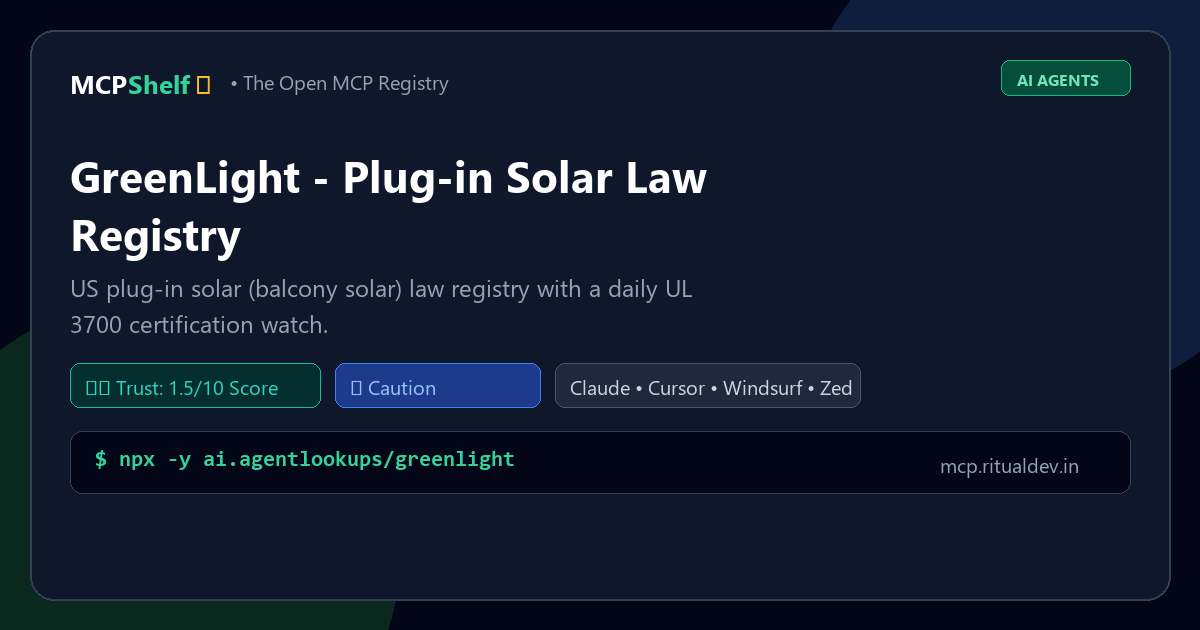 MCPShelf • The Open MCP Registry
AI AGENTS
GreenLight - Plug-in Solar Law
Registry
US plug-in solar (balcony solar) law registry with a daily UL
3700 certification watch.
Trust: 1.5/10 Score
Caution
Claude • Cursor • Windsurf • Zed
$ npx -y ai.agentlookups/greenlight
mcp.ritualdev.in